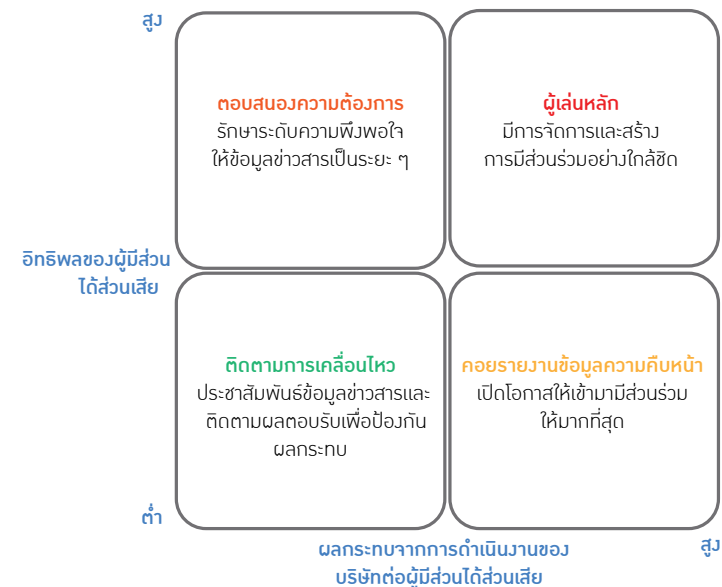 สูง
ตอบสนองความต้องการ
รักษาระดับความพึงพอใจ
ให้ข้อมูลข่าวสารเป็นระยะ ๆ
ผู้เล่นหลัก
มีการจัดการและสร้าง
การมีส่วนร่วมอย่างใกล้ชิด
อิทธิพลของผู้มีส่วน
ได้ส่วนเสีย
ติดตามการเคลื่อนไหว
ประชาสัมพันธ์ข้อมูลข่าวสารและ
ติดตามผลตอบรับเพื่อป้องกัน
ผลกระทบ
คอยรายงานข้อมูลความคืบหน้า
เปิดโอกาสให้เข้ามามีส่วนร่วม
ให้มากที่สุด
ต่ำ
ผลกระทบจากการดำเนินงานของ
บริษัทต่อผู้มีส่วนได้ส่วนเสีย
สูง